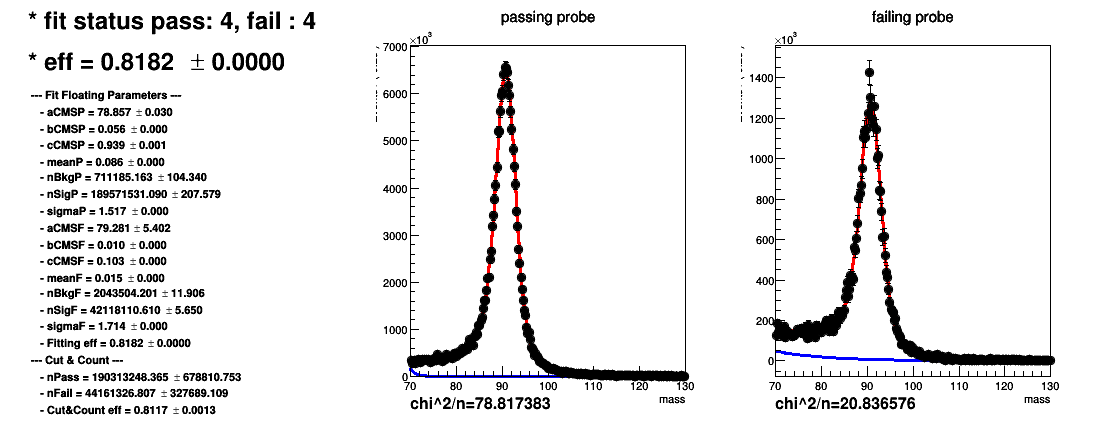 * fit status pass: 4, fail : 4
* eff = 0.8182 ± 0.0000
--- Fit Floating Parameters ---
- aCMSP = 78.857 ± 0.030
- bCMSP = 0.056 ± 0.000
- cCMSP = 0.939 ± 0.001
- meanP = 0.086 ± 0.000
- nBkgP = 711185.163 ± 104.340
- nSigP = 189571531.090 ± 207.579
- sigmaP = 1.517 ± 0.000
- aCMSF = 79.281 ± 5.402
- bCMSF = 0.010 ± 0.000
- cCMSF = 0.103 ± 0.000
- meanF = 0.015 ± 0.000
- nBkgF = 2043504.201 ± 11.906
- nSigF = 42118110.610 ± 5.650
- sigmaF = 1.714 ± 0.000
- Fitting eff = 0.8182 ± 0.0000
--- Cut & Count ---
- nPass = 190313248.365 ± 678810.753
- nFail = 44161326.807 ± 327689.109
- Cut&Count eff = 0.8117 ± 0.0013
passing probe
×10³
7000
6000
5000
4000
3000
2000
1000
0
70 80 90 100 110 120 130
mass
chi^2/n=78.817383
failing probe
×10³
1400
1200
1000
800
600
400
200
0
70 80 90 100 110 120 130
mass
chi^2/n=20.836576